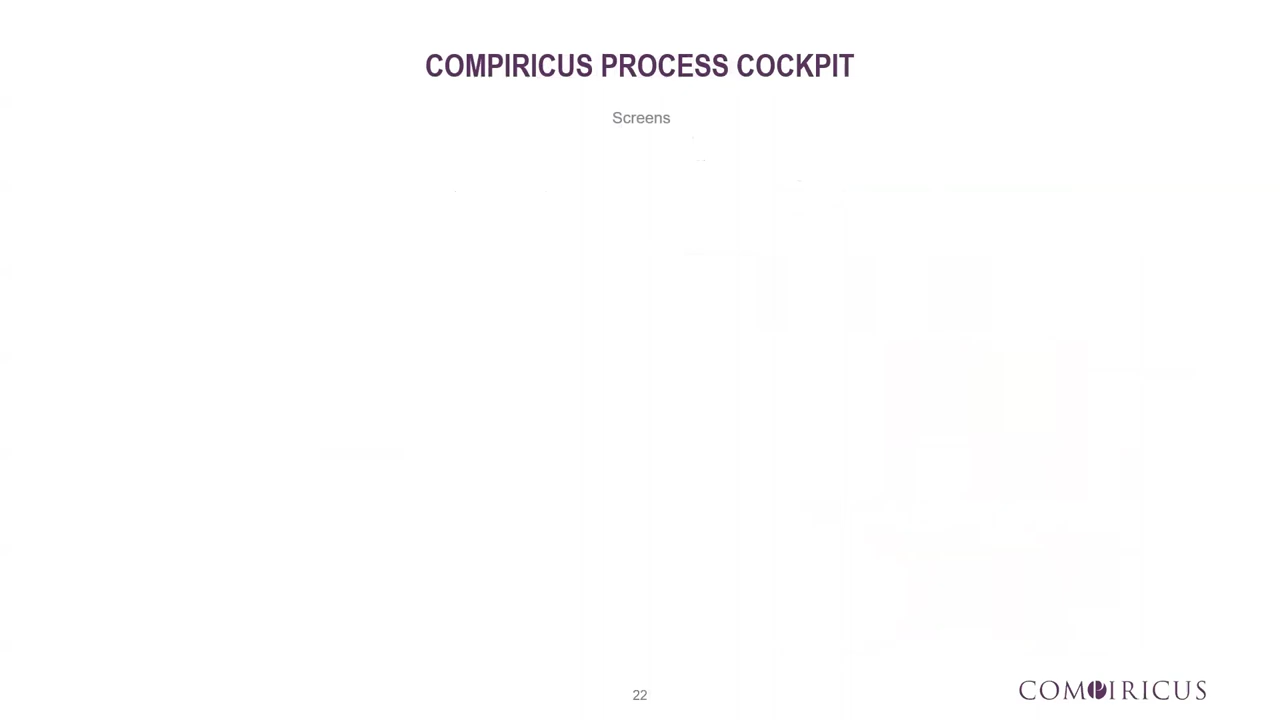 COMPIRICUS PROCESS COCKPIT
Screens
22
COMPIRICUS